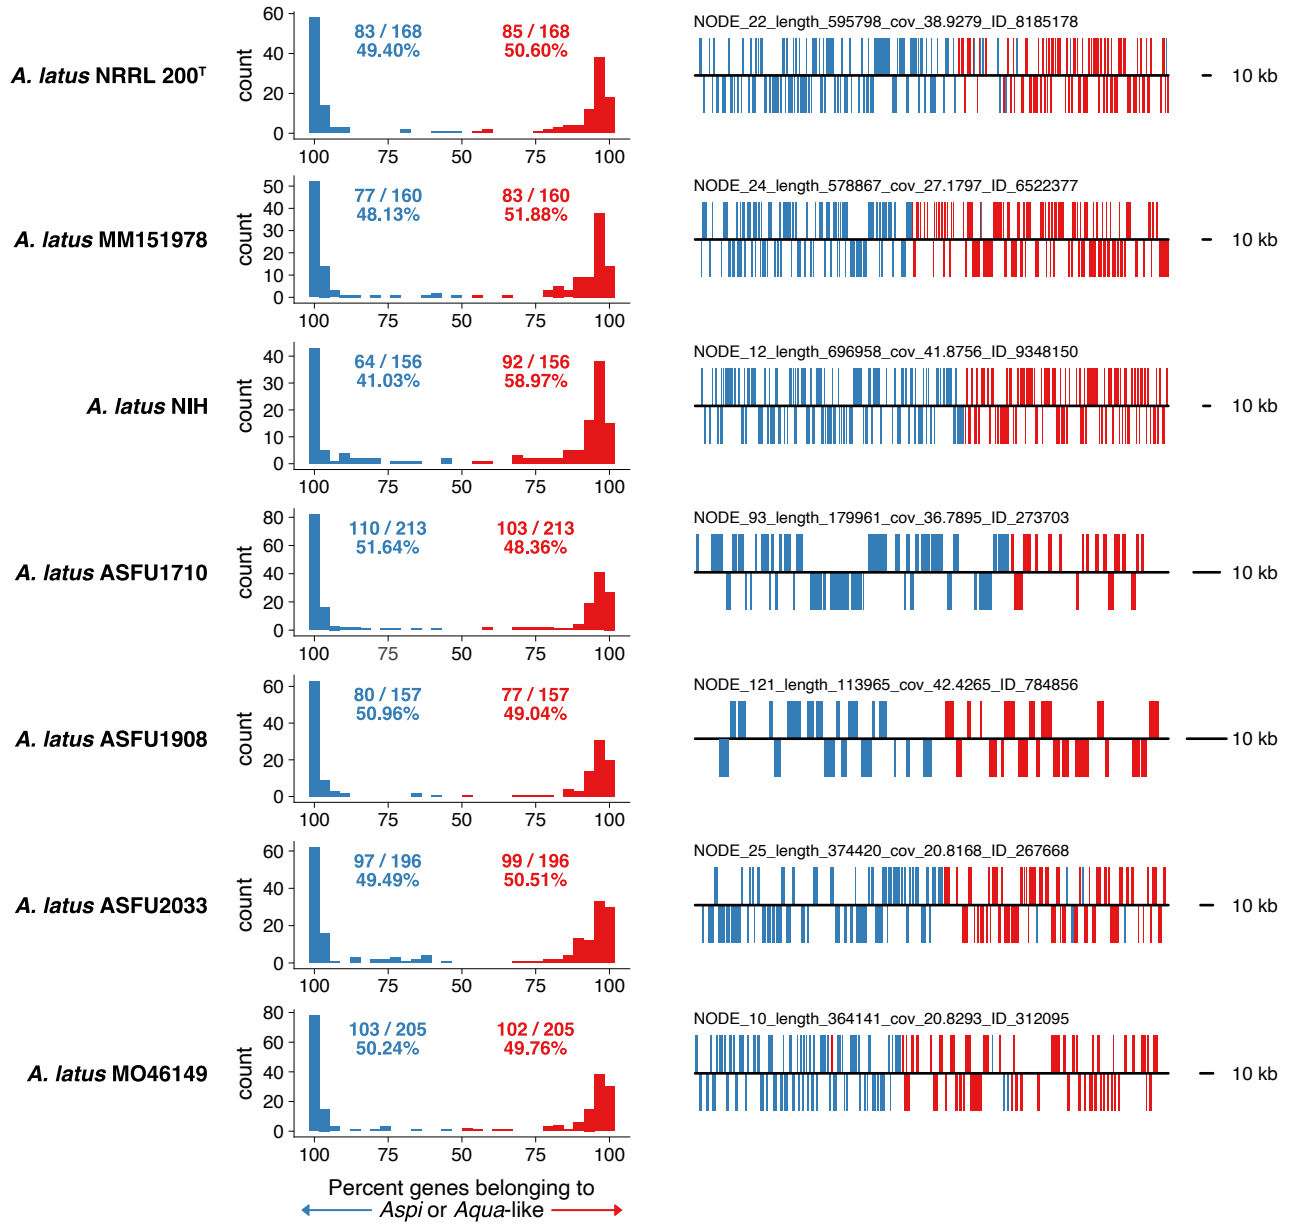 A. latus NRRL 200ᵀ
count
60
40
20
0
83 / 168
49.40%
85 / 168
50.60%
100 75 50 75 100
NODE_22_length_595798_cov_38.9279_ID_8185178
10 kb
A. latus MM151978
count
50
40
30
20
10
0
77 / 160
48.13%
83 / 160
51.88%
100 75 50 75 100
NODE_24_length_578867_cov_27.1797_ID_6522377
10 kb
A. latus NIH
count
40
30
20
10
0
64 / 156
41.03%
92 / 156
58.97%
100 75 50 75 100
NODE_12_length_696958_cov_41.8756_ID_9348150
10 kb
A. latus ASFU1710
count
80
60
40
20
0
110 / 213
51.64%
103 / 213
48.36%
100 75 50 75 100
NODE_93_length_179961_cov_36.7895_ID_273703
10 kb
A. latus ASFU1908
count
60
40
20
0
80 / 157
50.96%
77 / 157
49.04%
100 75 50 75 100
NODE_121_length_113965_cov_42.4265_ID_784856
10 kb
A. latus ASFU2033
count
60
40
20
0
97 / 196
49.49%
99 / 196
50.51%
100 75 50 75 100
NODE_25_length_374420_cov_20.8168_ID_267668
10 kb
A. latus MO46149
count
80
60
40
20
0
103 / 205
50.24%
102 / 205
49.76%
100 75 50 75 100
NODE_10_length_364141_cov_20.8293_ID_312095
10 kb
Percent genes belonging to
Aspi or Aqua-like